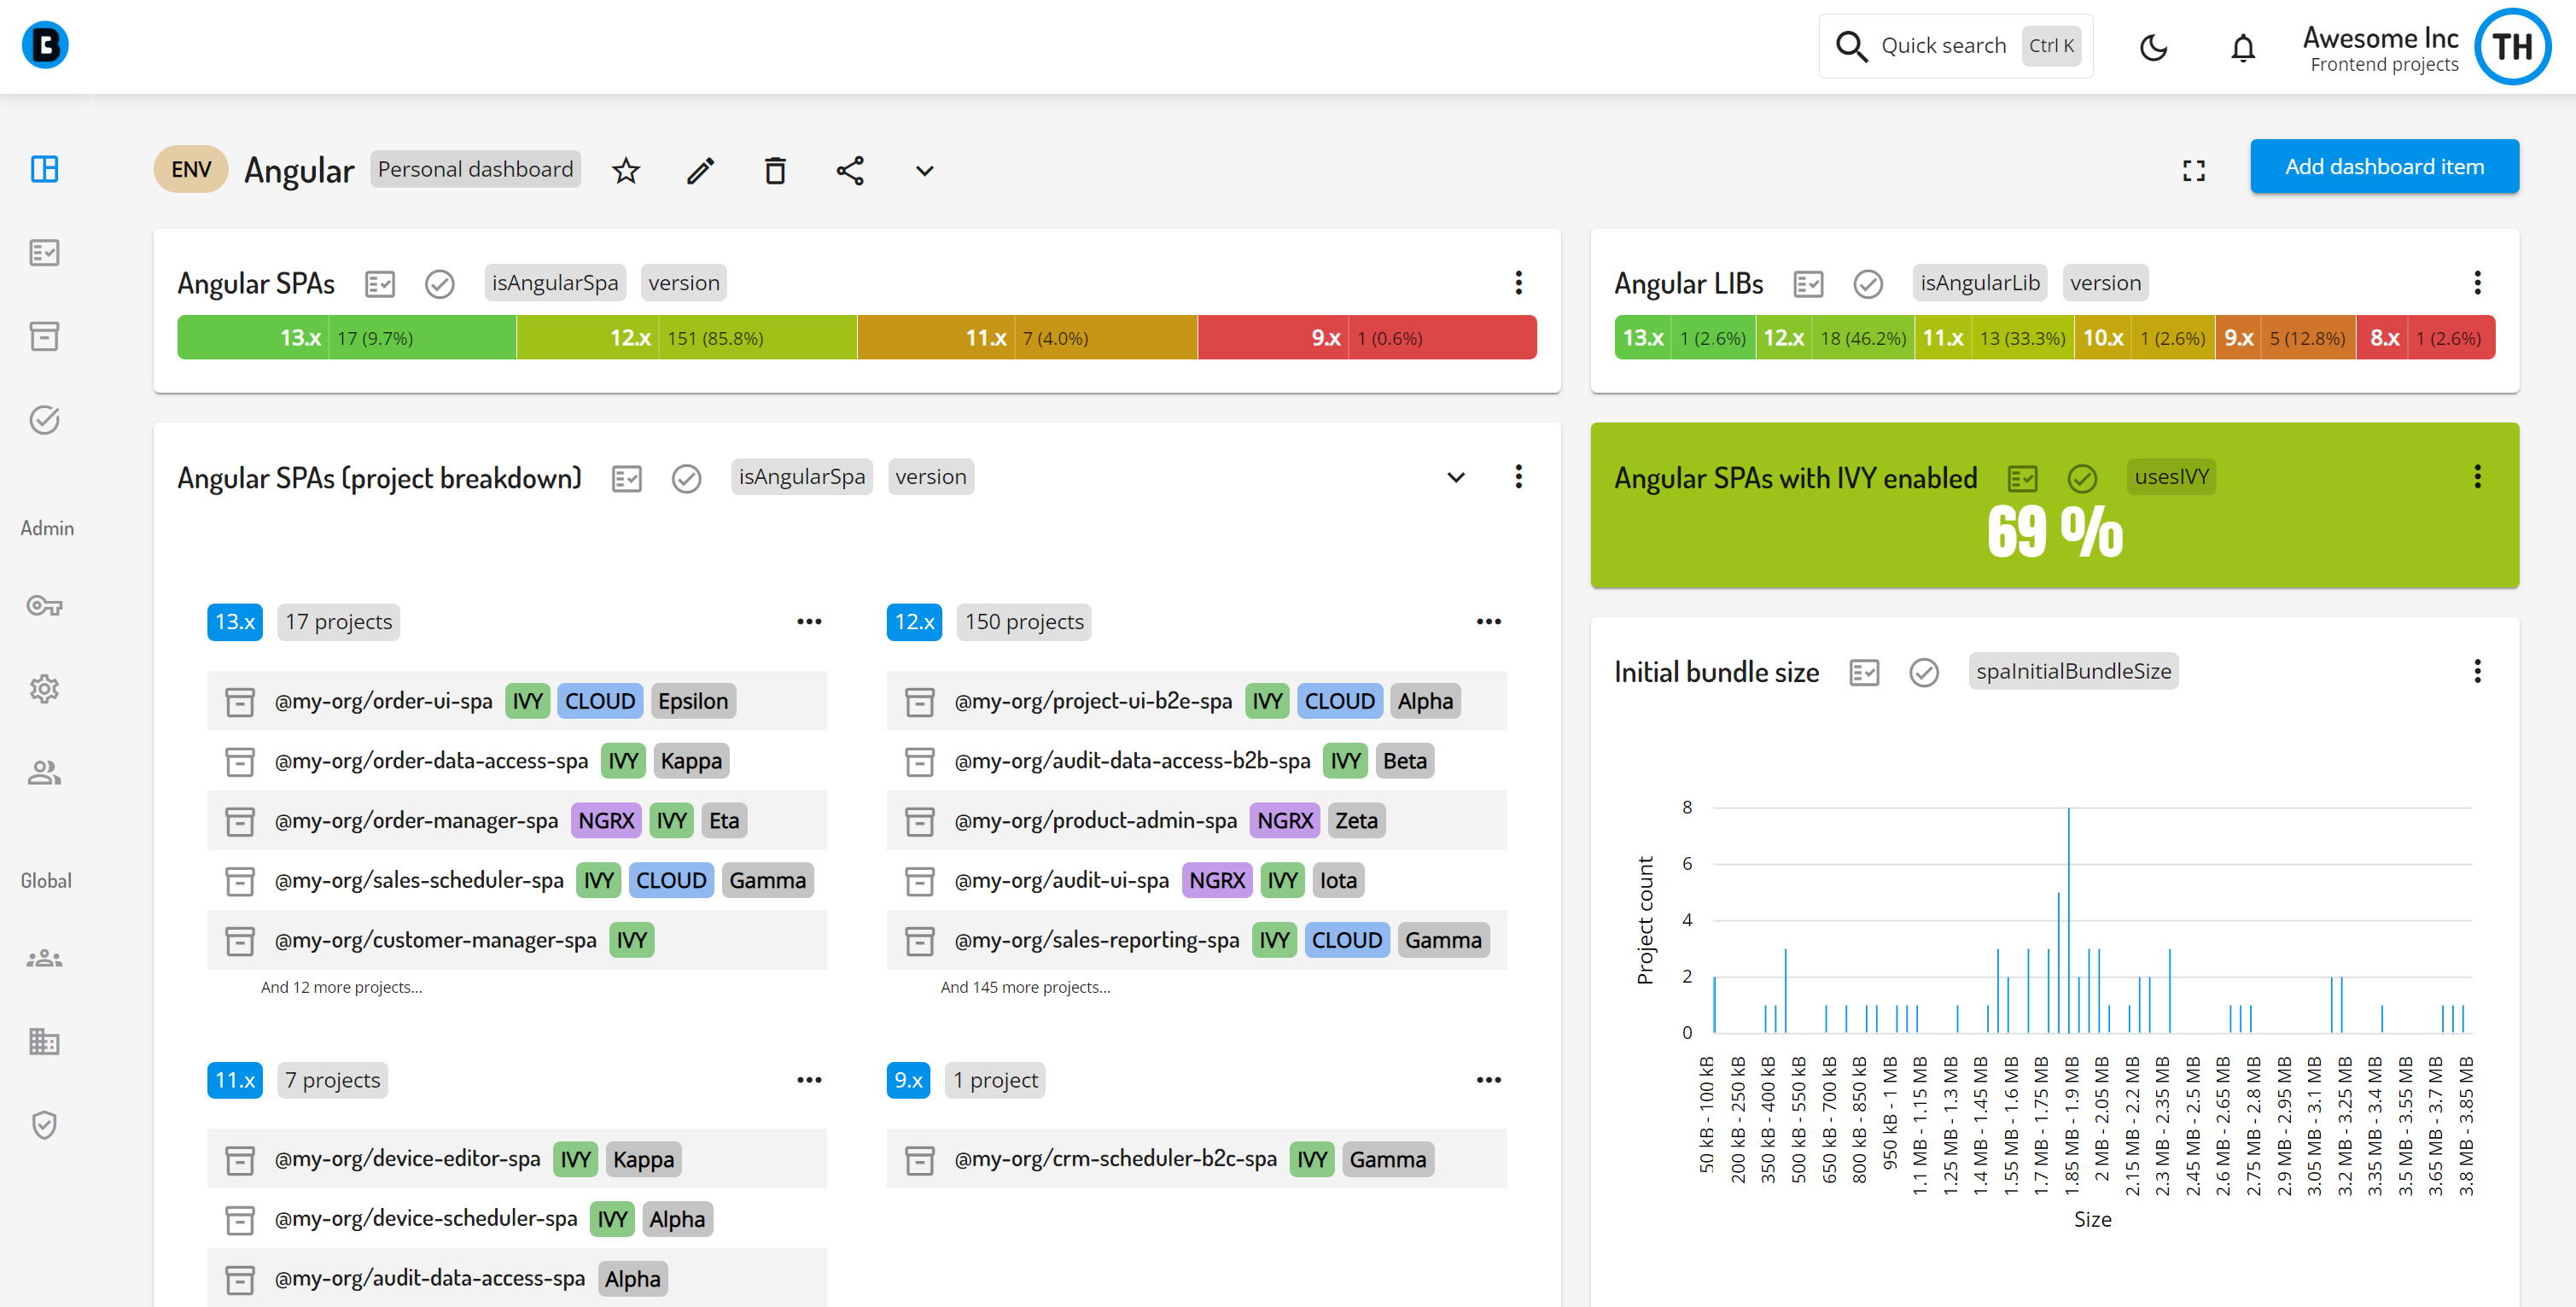 B
Quick search Ctrl K
Awesome Inc
Frontend projects
TH
ENV Angular Personal dashboard
Add dashboard item
Admin
Global
Angular SPAs isAngularSpa version
13.x 17 (9.7%) 12.x 151 (85.8%) 11.x 7 (4.0%) 9.x 1 (0.6%)
Angular LIBs isAngularLib version
13.x 1 (2.6%) 12.x 18 (46.2%) 11.x 13 (33.3%) 10.x 1 (2.6%) 9.x 5 (12.8%) 8.x 1 (2.6%)
Angular SPAs (project breakdown) isAngularSpa version
13.x 17 projects
@my-org/order-ui-spa IVY CLOUD Epsilon
@my-org/order-data-access-spa IVY Kappa
@my-org/order-manager-spa NGRX IVY Eta
@my-org/sales-scheduler-spa IVY CLOUD Gamma
@my-org/customer-manager-spa IVY
And 12 more projects...
12.x 150 projects
@my-org/project-ui-b2e-spa IVY CLOUD Alpha
@my-org/audit-data-access-b2b-spa IVY Beta
@my-org/product-admin-spa NGRX Zeta
@my-org/audit-ui-spa NGRX IVY Iota
@my-org/sales-reporting-spa IVY CLOUD Gamma
And 145 more projects...
11.x 7 projects
@my-org/device-editor-spa IVY Kappa
@my-org/device-scheduler-spa IVY Alpha
@my-org/audit-data-access-spa Alpha
9.x 1 project
@my-org/crm-scheduler-b2c-spa IVY Gamma
Angular SPAs with IVY enabled usesIVY
69 %
Initial bundle size spaInitialBundleSize
Project count
8
6
4
2
0
50 kB - 100 kB
200 kB - 250 kB
350 kB - 400 kB
500 kB - 550 kB
650 kB - 700 kB
800 kB - 850 kB
950 kB - 1 MB
1.1 MB - 1.15 MB
1.25 MB - 1.3 MB
1.4 MB - 1.45 MB
1.55 MB - 1.6 MB
1.7 MB - 1.75 MB
1.85 MB - 1.9 MB
2 MB - 2.05 MB
2.15 MB - 2.2 MB
2.3 MB - 2.35 MB
2.45 MB - 2.5 MB
2.6 MB - 2.65 MB
2.75 MB - 2.8 MB
2.9 MB - 2.95 MB
3.05 MB - 3.1 MB
3.2 MB - 3.25 MB
3.35 MB - 3.4 MB
3.5 MB - 3.55 MB
3.65 MB - 3.7 MB
3.8 MB - 3.85 MB
Size